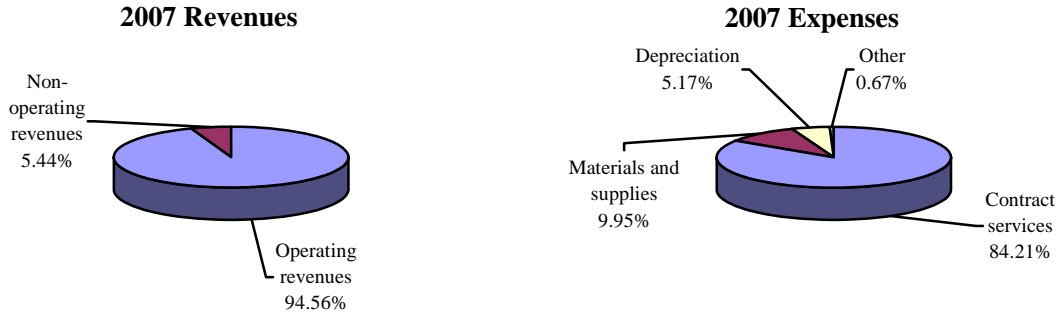 2007 Revenues
Non-
operating
revenues
5.44%
Operating
revenues
94.56%
2007 Expenses
Depreciation
5.17%
Other
0.67%
Materials and
supplies
9.95%
Contract
services
84.21%